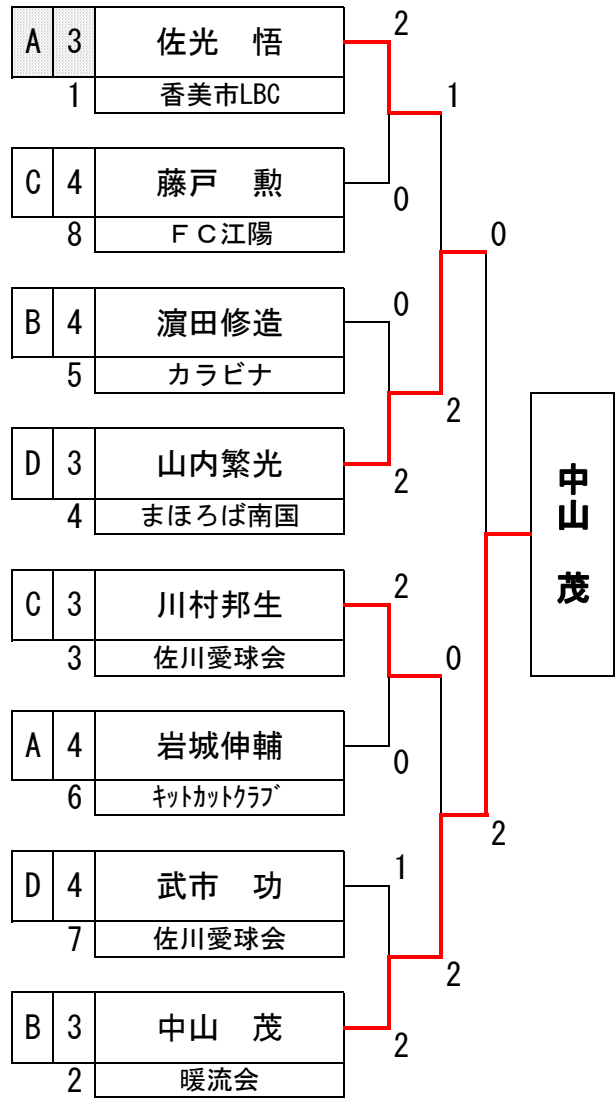 A 3 佐光　悟 2
1 香美市LBC 1
C 4 藤戸　勲 0
8 ＦＣ江陽 0
B 4 濵田修造 0
5 カラビナ 2
D 3 山内繁光 2
4 まほろば南国
中山　茂
C 3 川村邦生 2
3 佐川愛球会 0
A 4 岩城伸輔 0
6 ｷｯﾄｶｯﾄｸﾗﾌﾞ 2
D 4 武市　功 1
7 佐川愛球会 2
B 3 中山　茂 2
2 暖流会